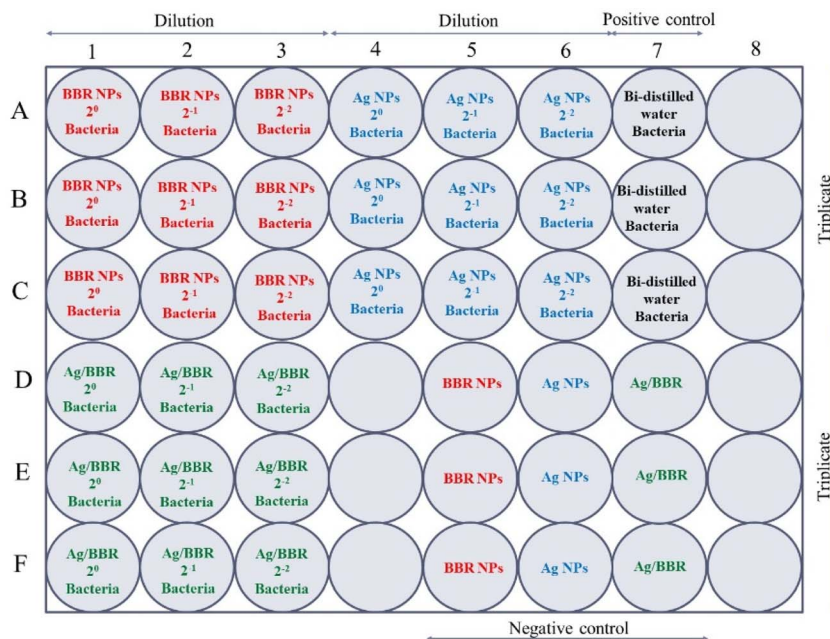 Dilution
Dilution
Positive control
1 2 3 4 5 6 7 8
A
BBR NPs
2⁰
Bacteria
BBR NPs
2⁻¹
Bacteria
BBR NPs
2⁻²
Bacteria
Ag NPs
2⁰
Bacteria
Ag NPs
2⁻¹
Bacteria
Ag NPs
2⁻²
Bacteria
Bi-distilled
water
Bacteria
B
BBR NPs
2⁰
Bacteria
BBR NPs
2⁻¹
Bacteria
BBR NPs
2⁻²
Bacteria
Ag NPs
2⁰
Bacteria
Ag NPs
2⁻¹
Bacteria
Ag NPs
2⁻²
Bacteria
Bi-distilled
water
Bacteria
Triplicate
C
BBR NPs
2⁰
Bacteria
BBR NPs
2⁻¹
Bacteria
BBR NPs
2⁻²
Bacteria
Ag NPs
2⁰
Bacteria
Ag NPs
2⁻¹
Bacteria
Ag NPs
2⁻²
Bacteria
Bi-distilled
water
Bacteria
D
Ag/BBR
2⁰
Bacteria
Ag/BBR
2⁻¹
Bacteria
Ag/BBR
2⁻²
Bacteria
BBR NPs
Ag NPs
Ag/BBR
E
Ag/BBR
2⁰
Bacteria
Ag/BBR
2⁻¹
Bacteria
Ag/BBR
2⁻²
Bacteria
BBR NPs
Ag NPs
Ag/BBR
Triplicate
F
Ag/BBR
2⁰
Bacteria
Ag/BBR
2⁻¹
Bacteria
Ag/BBR
2⁻²
Bacteria
BBR NPs
Ag NPs
Ag/BBR
Negative control